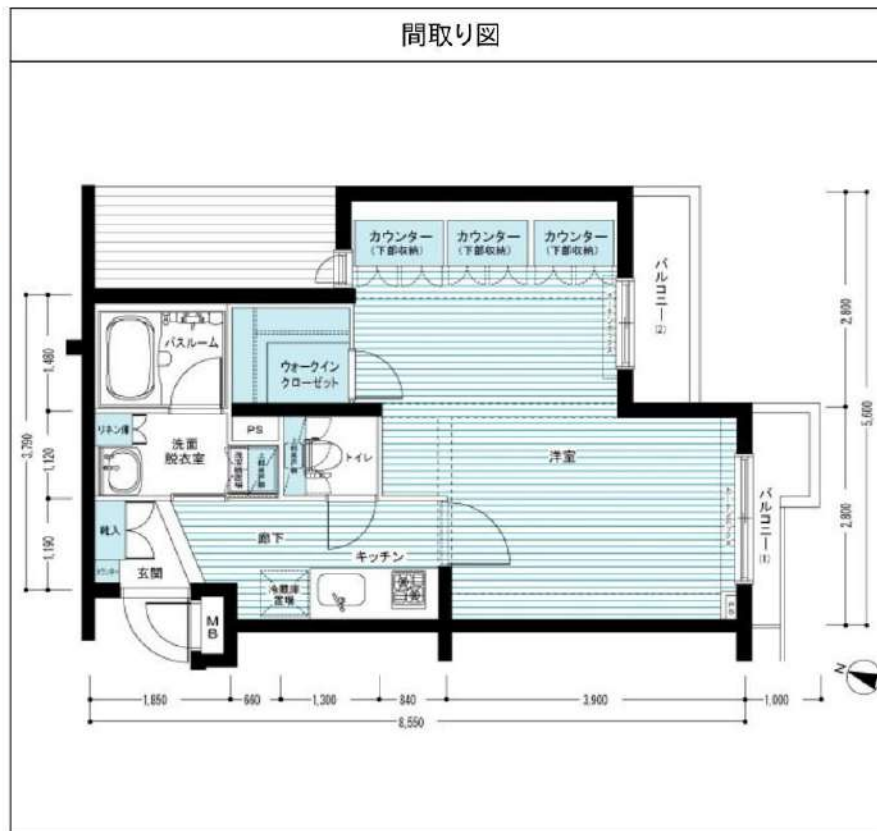 間取り図
カウンター
(下部収納)
カウンター
(下部収納)
カウンター
(下部収納)
バルコニー(2)
バスルーム
ウォークイン
クローゼット
リネン庫
洗面
脱衣室
PS
トイレ
洋室
バルコニー(1)
靴入
カウンター
玄関
廊下
キッチン
冷蔵庫
置場
MB
PS
N
3,790
1,480
1,120
1,190
2,800
2,800
5,600
1,850
660
1,300
840
3,900
1,000
8,550